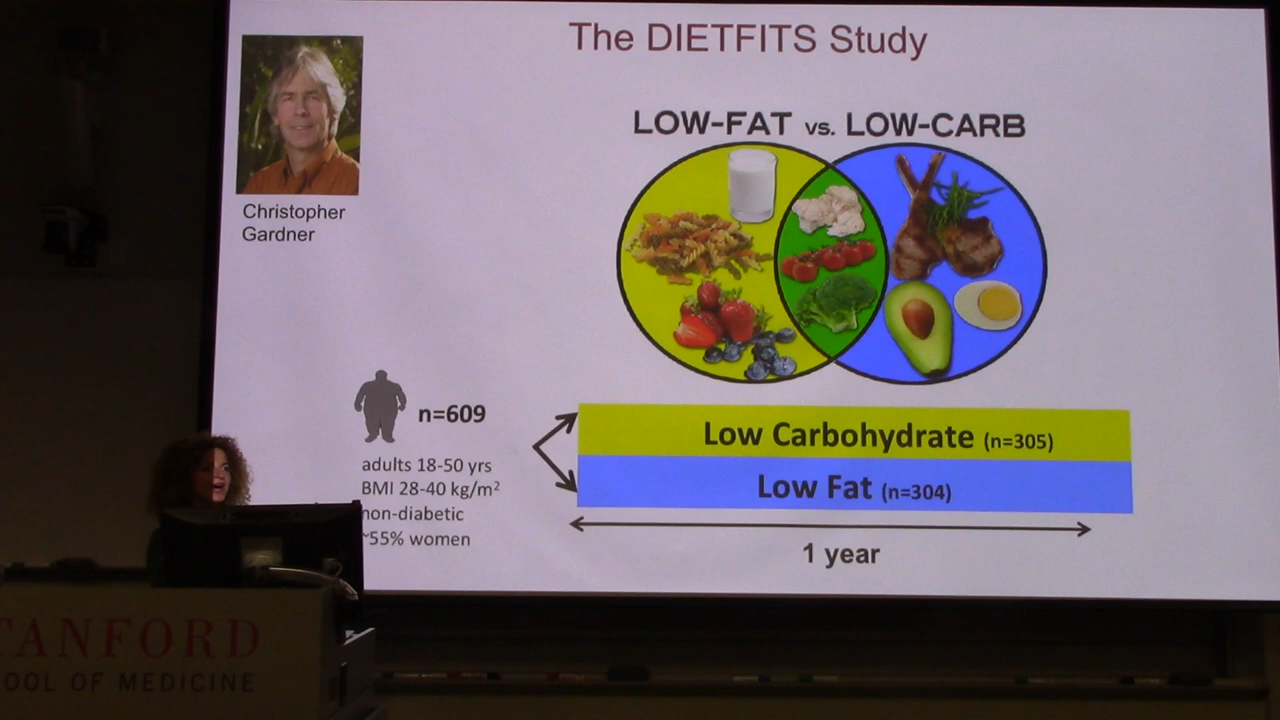 The DIETFITS Study
Christopher
Gardner
LOW-FAT vs. LOW-CARB
n=609
adults 18-50 yrs
BMI 28-40 kg/m²
non-diabetic
~55% women
Low Carbohydrate (n=305)
Low Fat (n=304)
1 year
TANFORD
OOL OF MEDICINE